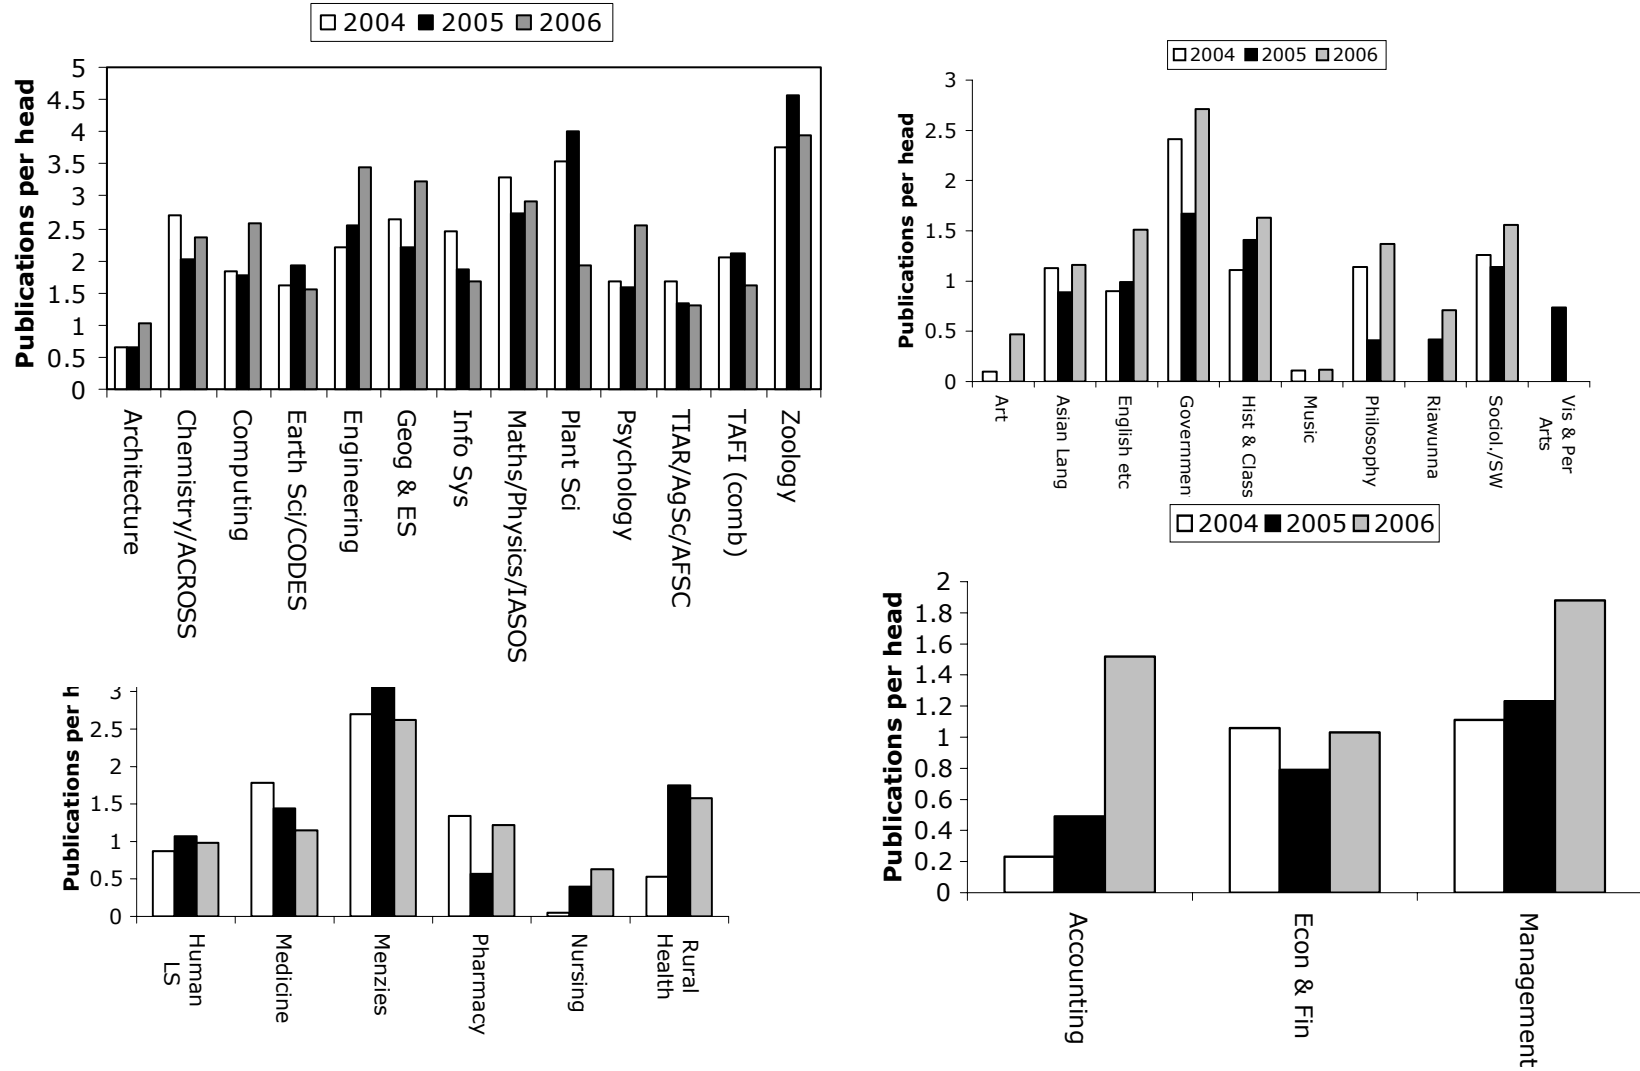 2004 2005 2006
Publications per head
5
4.5
4
3.5
3
2.5
2
1.5
1
0.5
0
Architecture
Chemistry/ACROSS
Computing
Earth Sci/CODES
Engineering
Geog & ES
Info Sys
Maths/Physics/IASOS
Plant Sci
Psychology
TIAR/AgSc/AFSC
TAFI (comb)
Zoology
2004 2005 2006
Publications per head
3
2.5
2
1.5
1
0.5
0
Art
Asian Lang
English etc
Governmen
Hist & Class
Music
Philosophy
Riawunna
Sociol./SW
Vis & Per
Arts
Publications per h
3
2.5
2
1.5
1
0.5
0
Human
LS
Medicine
Menzies
Pharmacy
Nursing
Rural
Health
2004 2005 2006
Publications per head
2
1.8
1.6
1.4
1.2
1
0.8
0.6
0.4
0.2
0
Accounting
Econ & Fin
Management